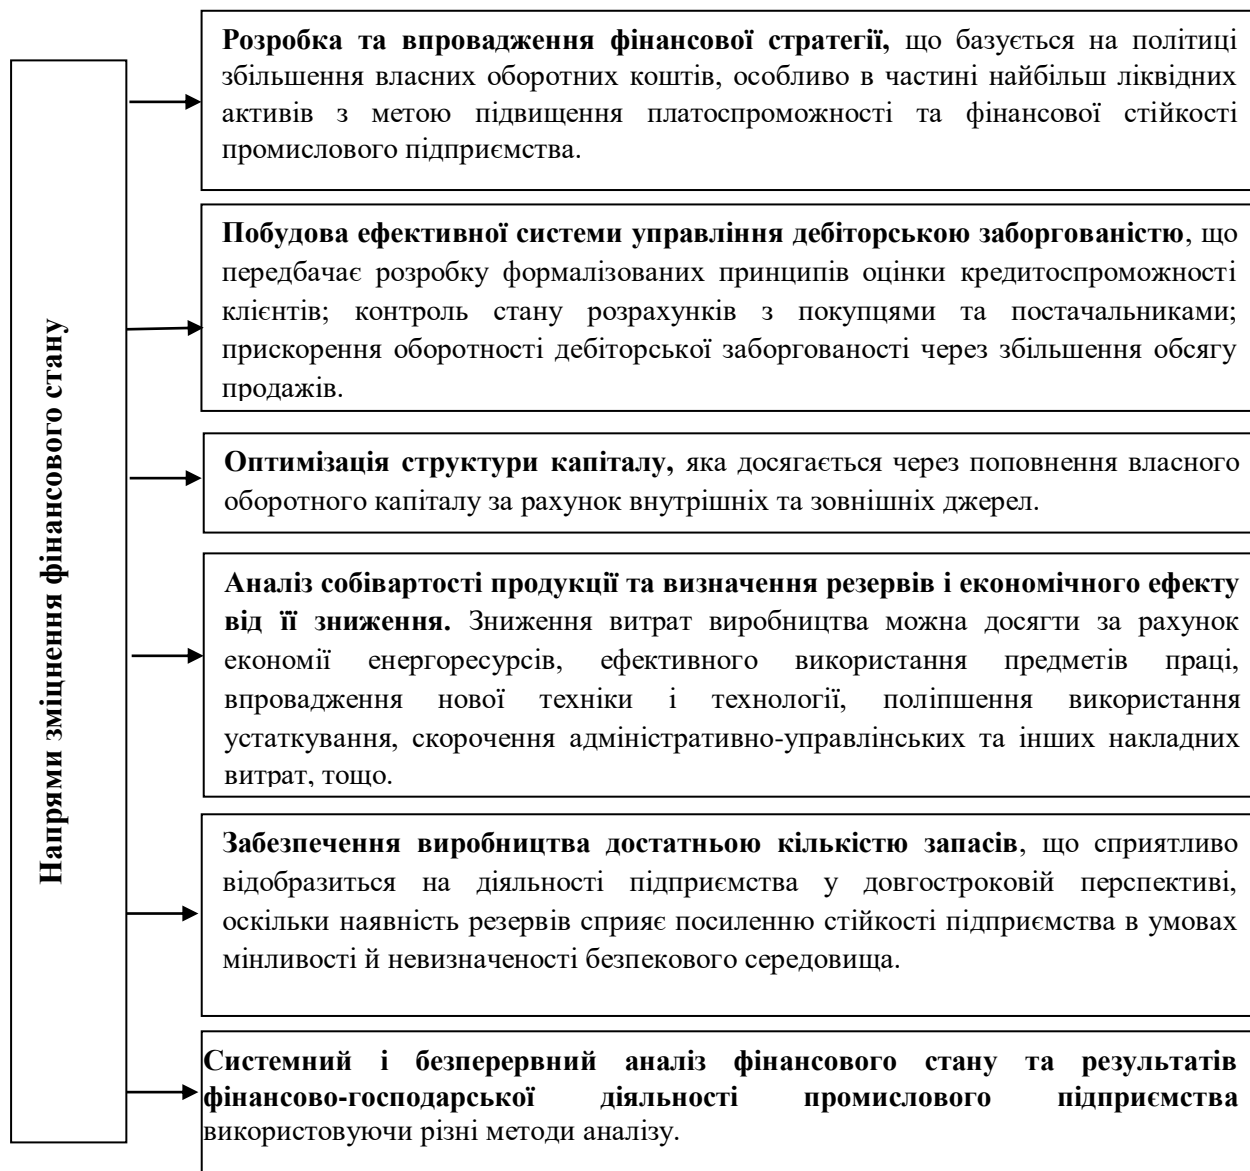 Напрями зміцнення фінансового стану
Розробка та впровадження фінансової стратегії, що базується на політиці
збільшення власних оборотних коштів, особливо в частині найбільш ліквідних
активів з метою підвищення платоспроможності та фінансової стійкості
промислового підприємства.
Побудова ефективної системи управління дебіторською заборгованістю, що
передбачає розробку формалізованих принципів оцінки кредитоспроможності
клієнтів; контроль стану розрахунків з покупцями та постачальниками;
прискорення оборотності дебіторської заборгованості через збільшення обсягу
продажів.
Оптимізація структури капіталу, яка досягається через поповнення власного
оборотного капіталу за рахунок внутрішніх та зовнішніх джерел.
Аналіз собівартості продукції та визначення резервів і економічного ефекту
від її зниження. Зниження витрат виробництва можна досягти за рахунок
економії енергоресурсів, ефективного використання предметів праці,
впровадження нової техніки і технології, поліпшення використання
устаткування, скорочення адміністративно-управлінських та інших накладних
витрат, тощо.
Забезпечення виробництва достатньою кількістю запасів, що сприятливо
відобразиться на діяльності підприємства у довгостроковій перспективі,
оскільки наявність резервів сприяє посиленню стійкості підприємства в умовах
мінливості й невизначеності безпекового середовища.
Системний і безперервний аналіз фінансового стану та результатів
фінансово-господарської діяльності промислового підприємства
використовуючи різні методи аналізу.